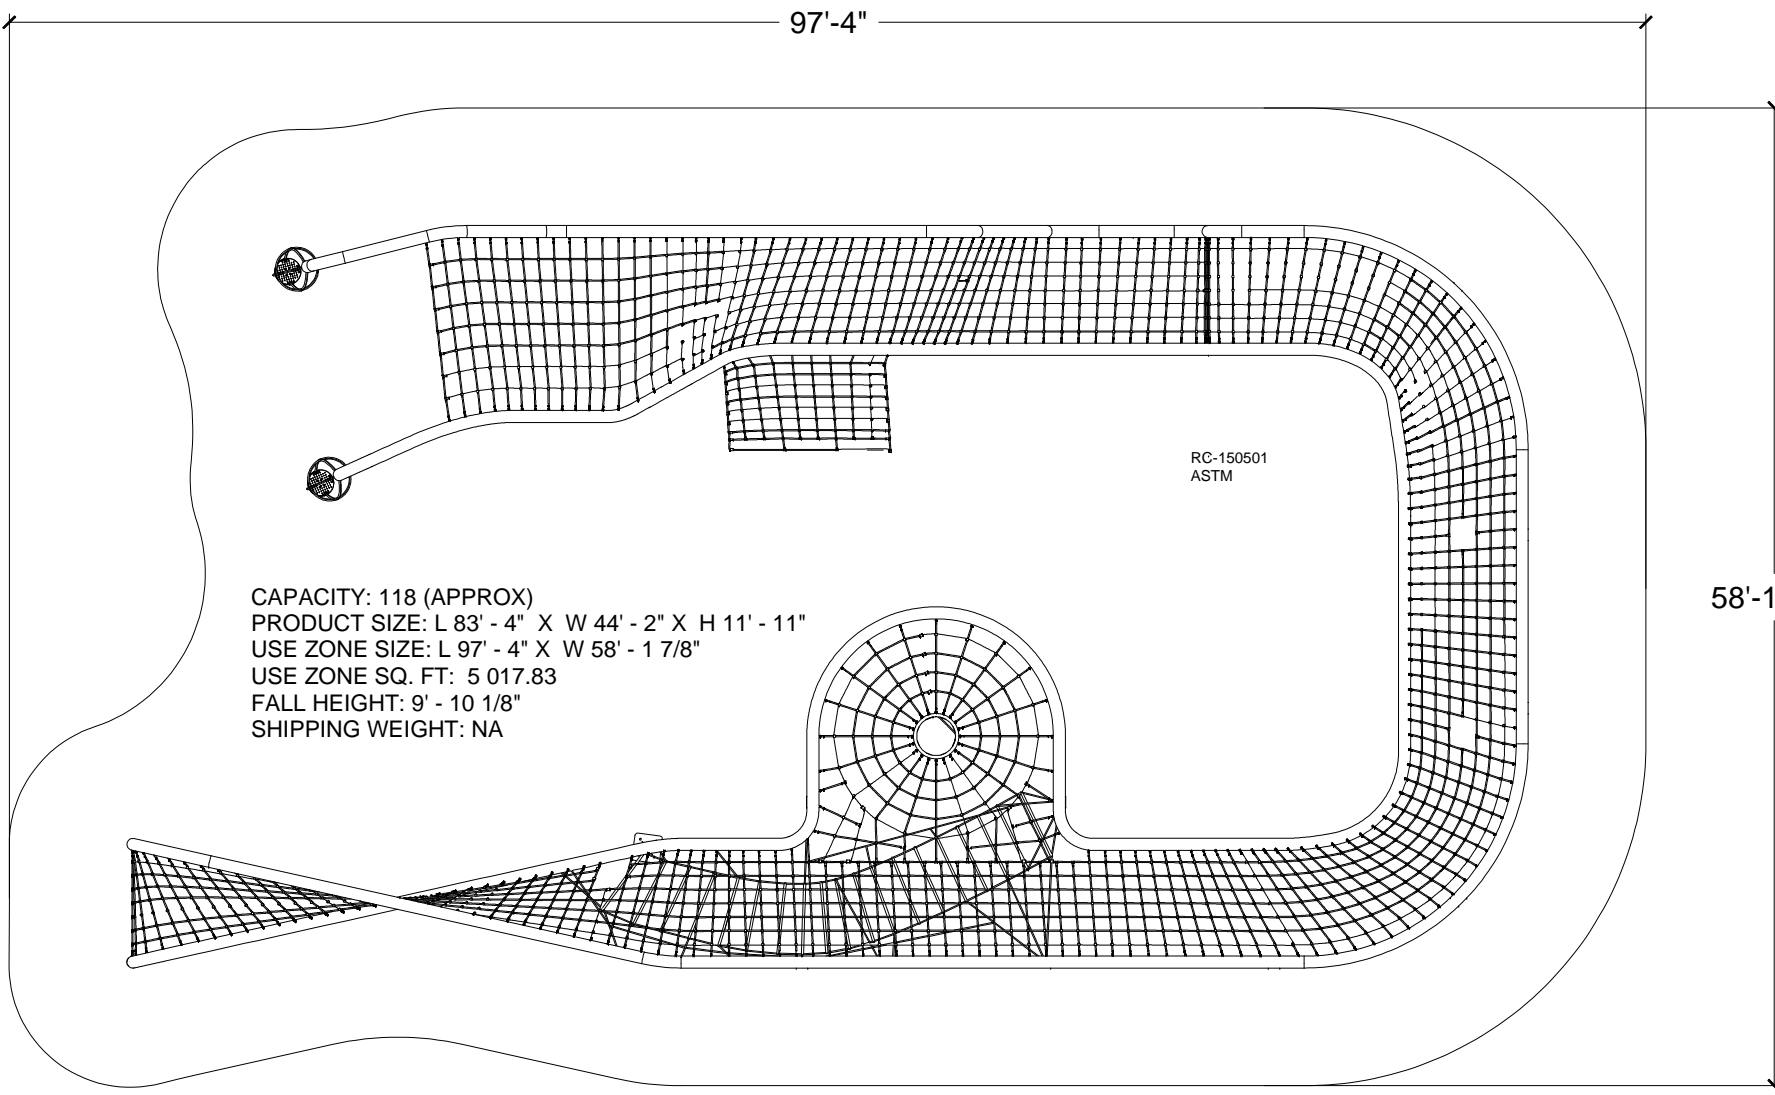 97'-4"
RC-150501
ASTM
58'-1
CAPACITY: 118 (APPROX)
PRODUCT SIZE: L 83' - 4"  X  W 44' - 2" X  H 11' - 11"
USE ZONE SIZE: L 97' - 4" X  W 58' - 1 7/8"
USE ZONE SQ. FT:  5 017.83
FALL HEIGHT: 9' - 10 1/8"
SHIPPING WEIGHT: NA